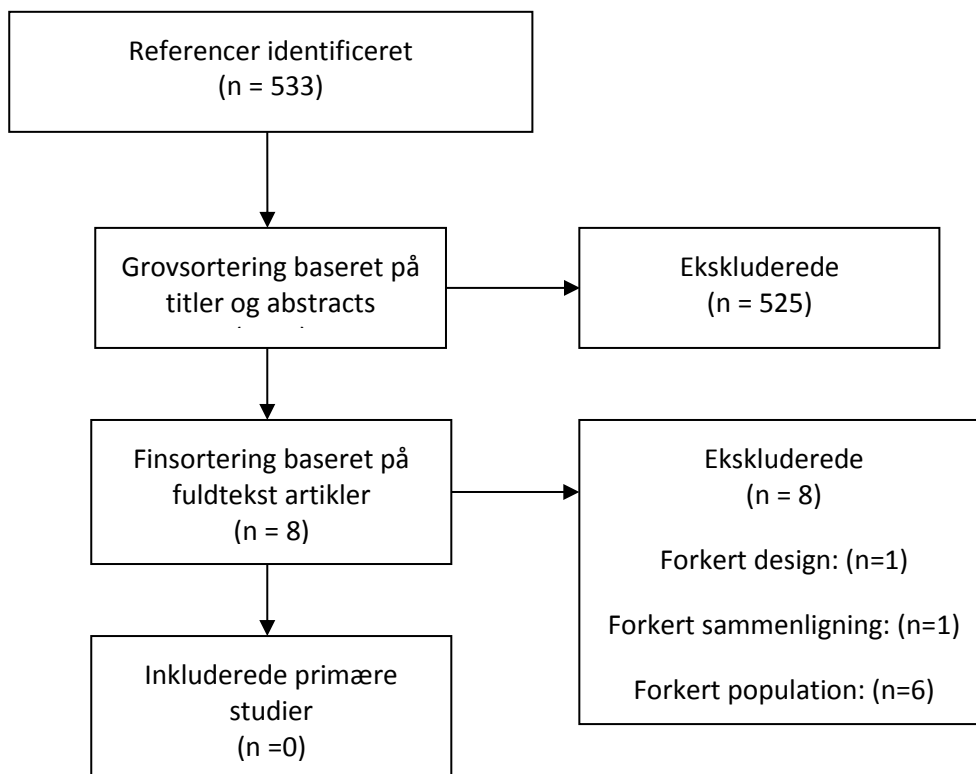 Referencer identificeret
(n = 533)
Grovsortering baseret på
titler og abstracts
Ekskluderede
(n = 525)
Finsortering baseret på
fuldtekst artikler
(n = 8)
Ekskluderede
(n = 8)
Forkert design: (n=1)
Forkert sammenligning: (n=1)
Forkert population: (n=6)
Inkluderede primære
studier
(n =0)